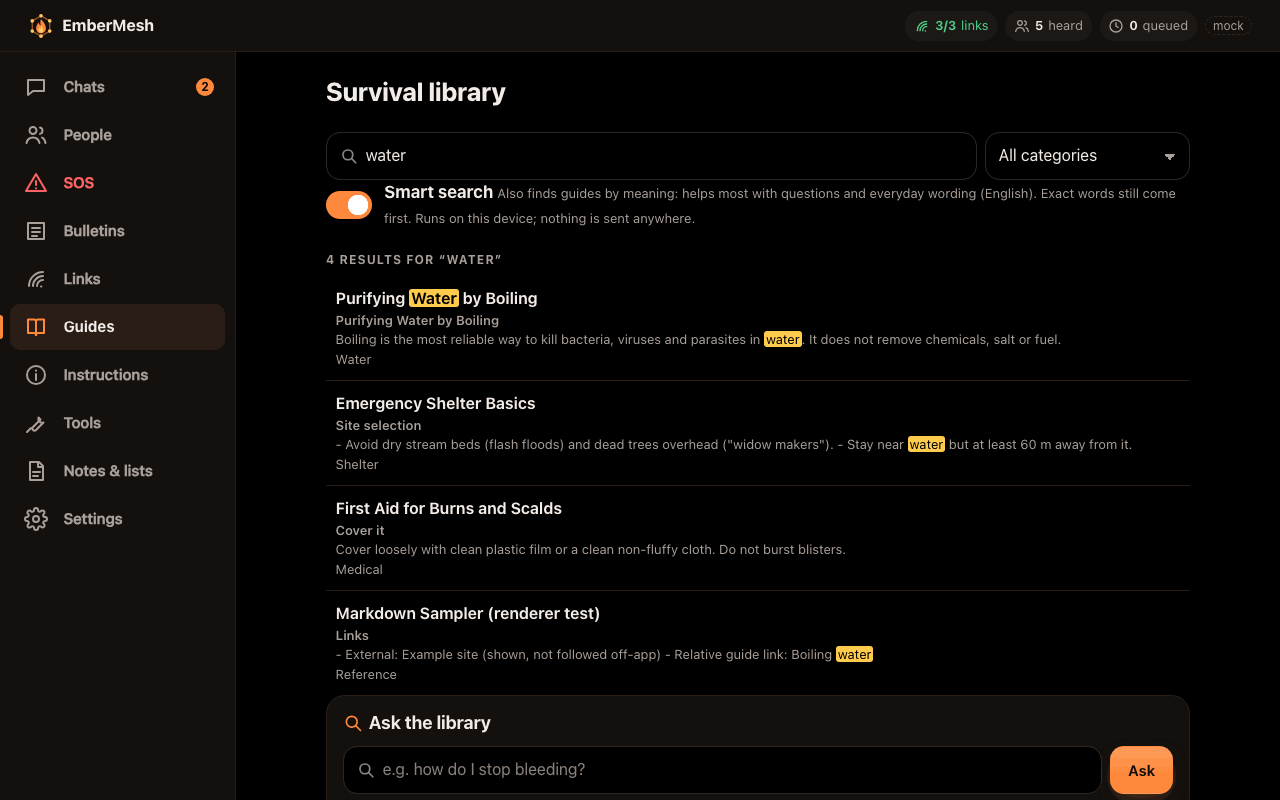 EmberMesh
3/3 links
5 heard
0 queued
mock
Chats
2
People
SOS
Bulletins
Links
Guides
Instructions
Tools
Notes & lists
Settings
Survival library
water
All categories
Smart search Also finds guides by meaning: helps most with questions and everyday wording (English). Exact words still come
first. Runs on this device; nothing is sent anywhere.
4 RESULTS FOR “WATER”
Purifying Water by Boiling
Purifying Water by Boiling
Boiling is the most reliable way to kill bacteria, viruses and parasites in water. It does not remove chemicals, salt or fuel.
Water
Emergency Shelter Basics
Site selection
- Avoid dry stream beds (flash floods) and dead trees overhead ("widow makers"). - Stay near water but at least 60 m away from it.
Shelter
First Aid for Burns and Scalds
Cover it
Cover loosely with clean plastic film or a clean non-fluffy cloth. Do not burst blisters.
Medical
Markdown Sampler (renderer test)
Links
- External: Example site (shown, not followed off-app) - Relative guide link: Boiling water
Reference
Ask the library
e.g. how do I stop bleeding?
Ask